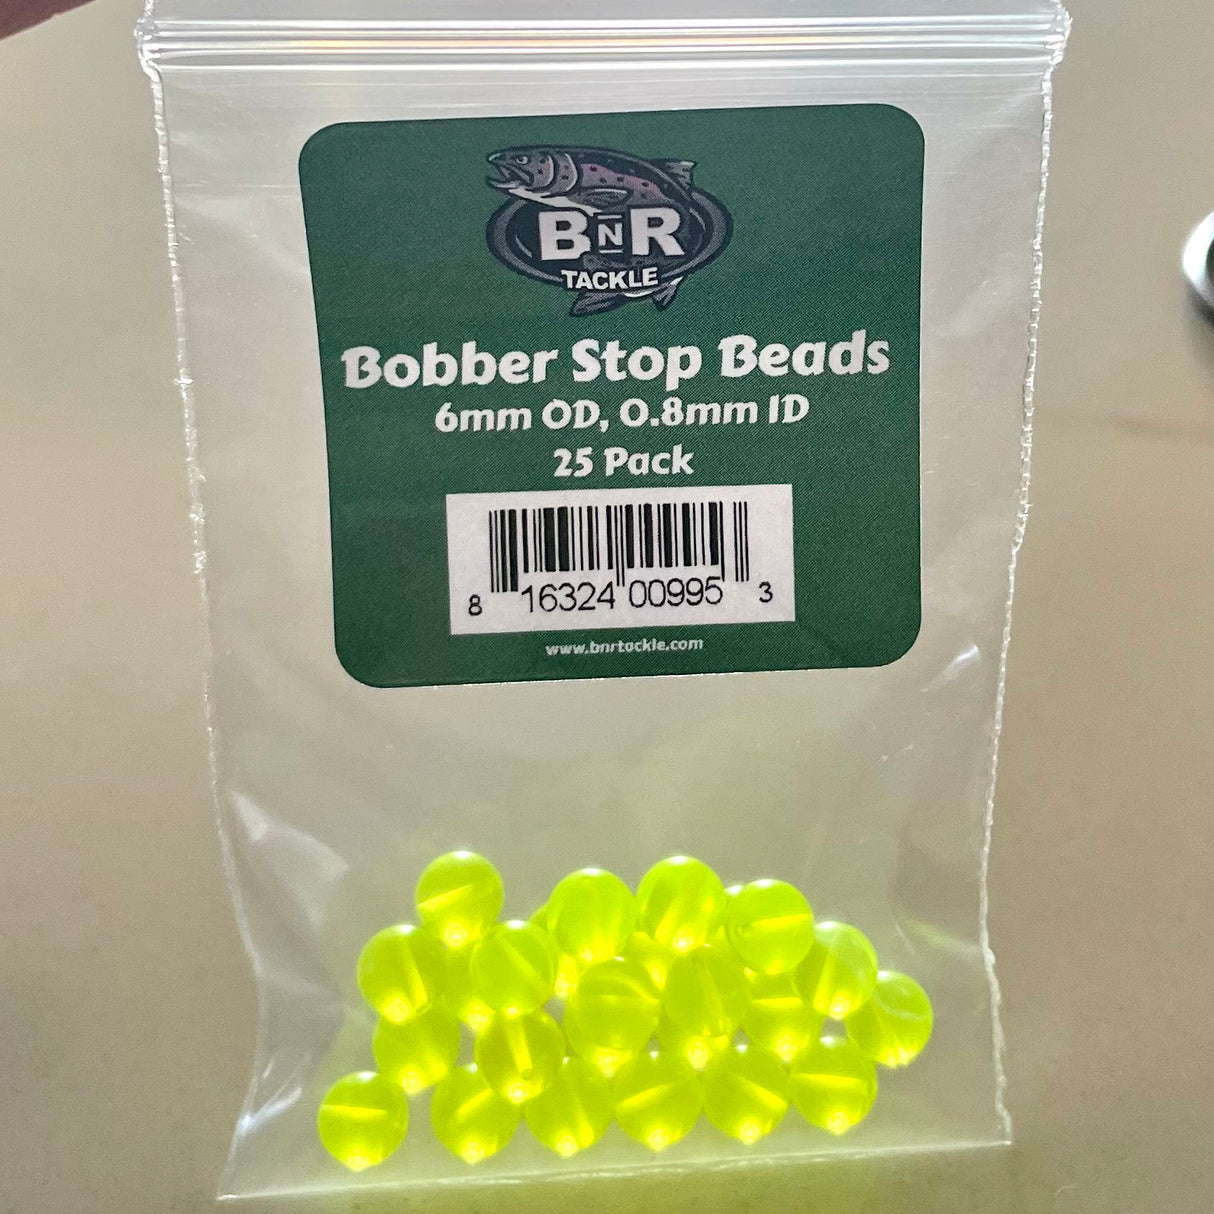 BNR
TACKLE
Bobber Stop Beads
6mm OD, 0.8mm ID
25 Pack
8 16324 00995 3
www.bnrtackle.com